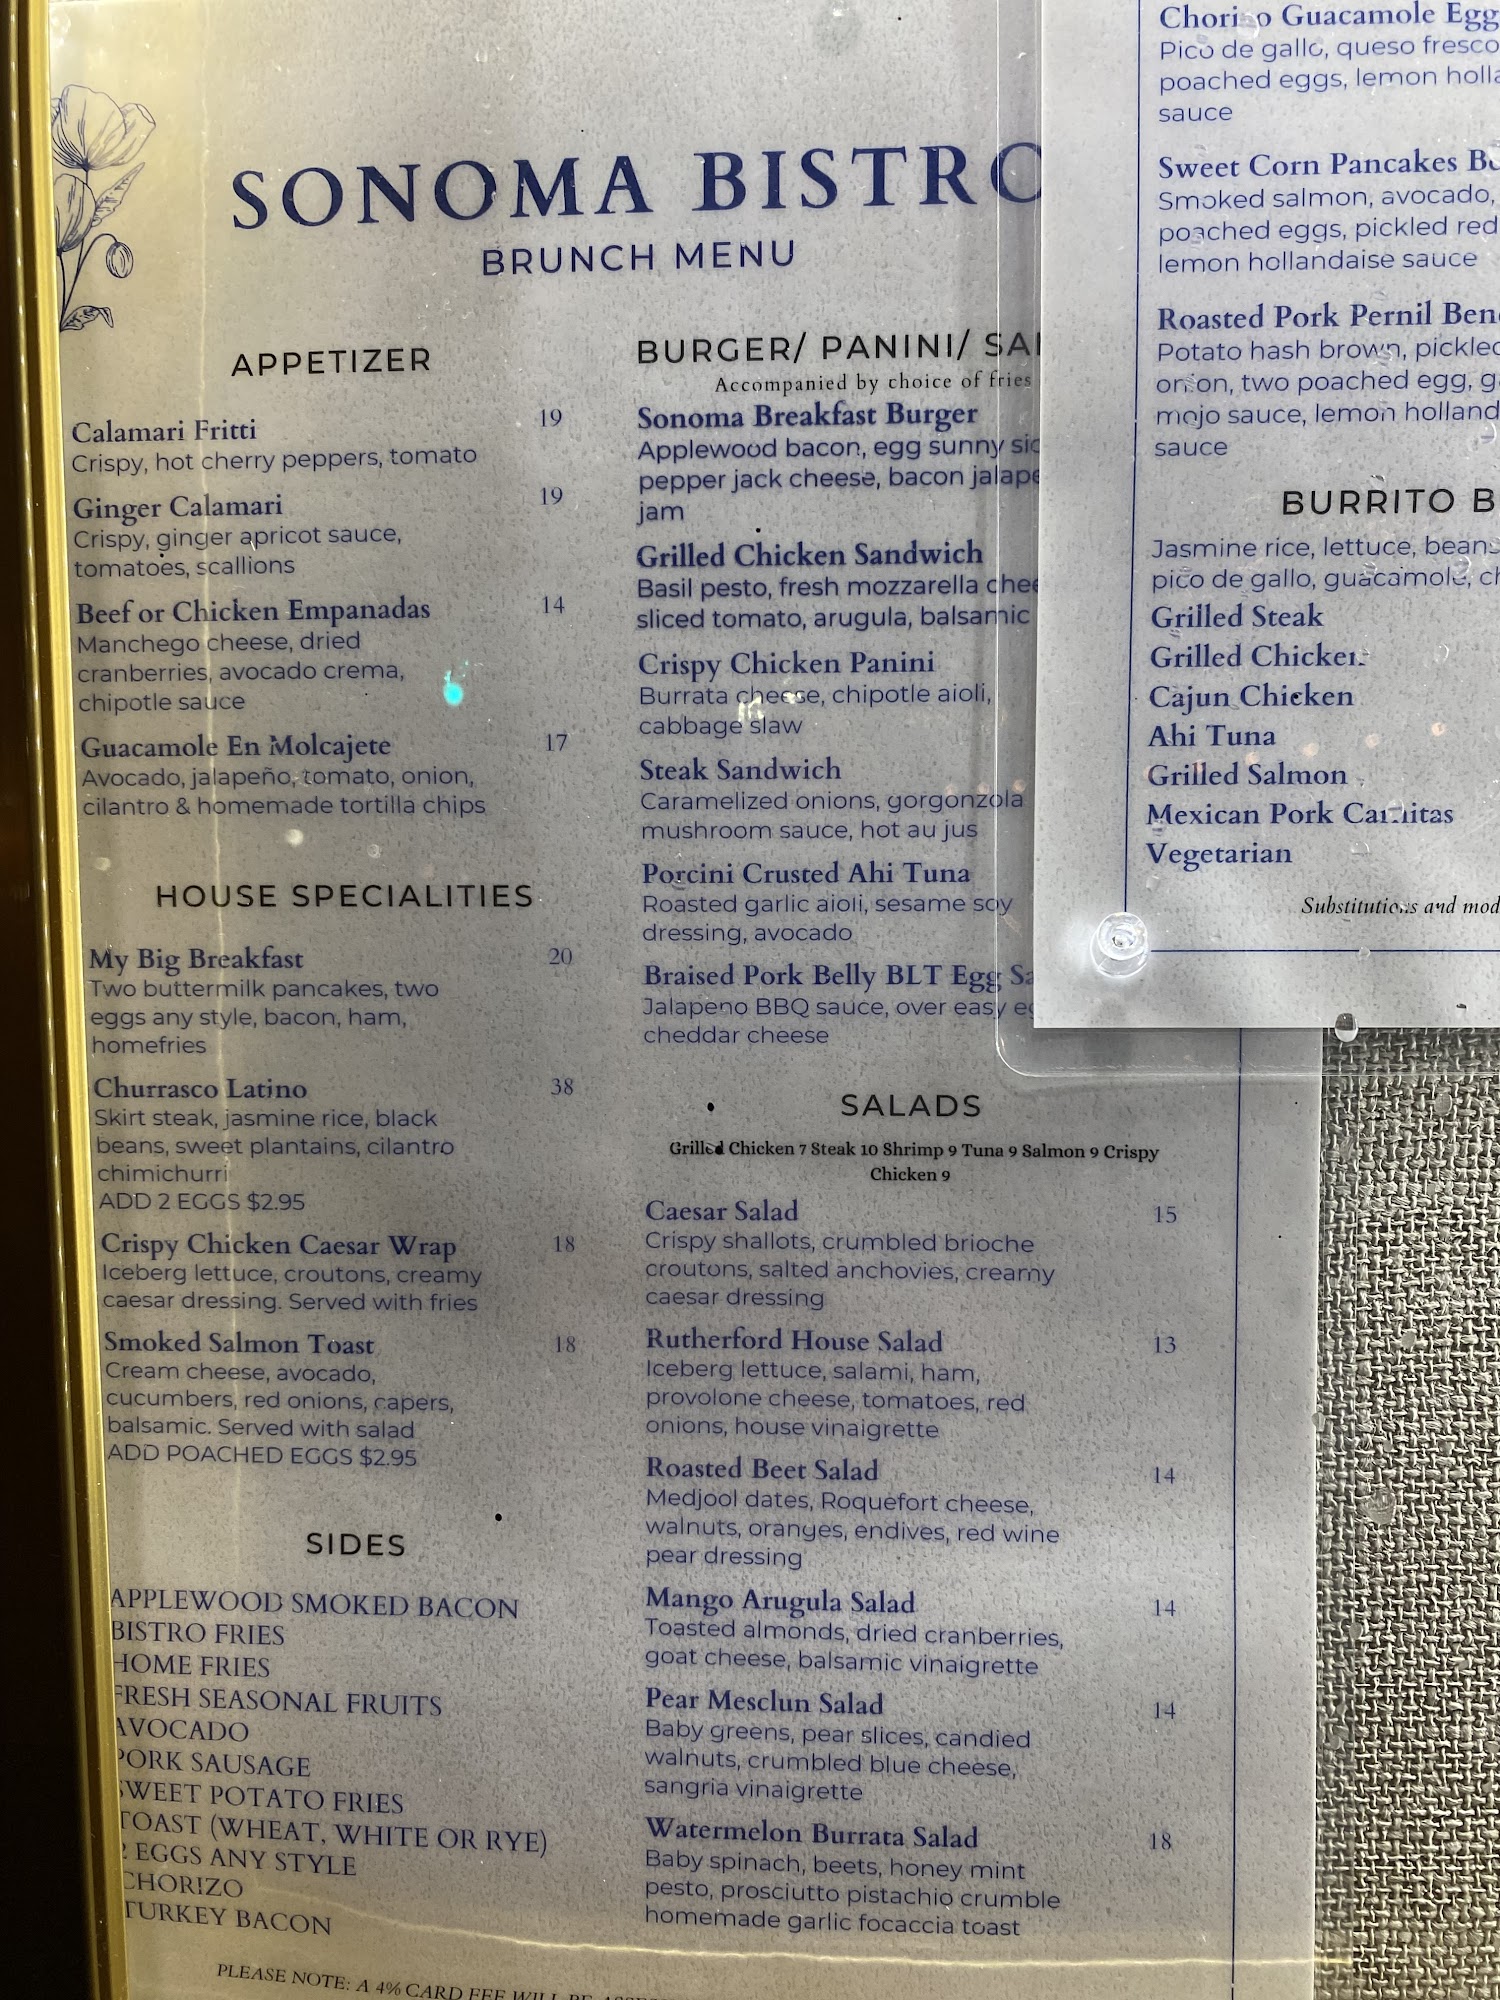 SONOMA BISTRO
BRUNCH MENU
APPETIZER
Calamari Fritti 19
Crispy, hot cherry peppers, tomato
Ginger Calamari 19
Crispy, ginger apricot sauce,
tomatoes, scallions
Beef or Chicken Empanadas 14
Manchego cheese, dried
cranberries, avocado crema,
chipotle sauce
Guacamole En Molcajete 17
Avocado, jalapeño, tomato, onion,
cilantro & homemade tortilla chips
HOUSE SPECIALITIES
My Big Breakfast 20
Two buttermilk pancakes, two
eggs any style, bacon, ham,
homefries
Churrasco Latino 38
Skirt steak, jasmine rice, black
beans, sweet plantains, cilantro
chimichurri
ADD 2 EGGS $2.95
Crispy Chicken Caesar Wrap 18
Iceberg lettuce, croutons, creamy
caesar dressing. Served with fries
Smoked Salmon Toast 18
Cream cheese, avocado,
cucumbers, red onions, capers,
balsamic. Served with salad
ADD POACHED EGGS $2.95
SIDES
APPLEWOOD SMOKED BACON
BISTRO FRIES
HOME FRIES
FRESH SEASONAL FRUITS
AVOCADO
PORK SAUSAGE
SWEET POTATO FRIES
TOAST (WHEAT, WHITE OR RYE)
2 EGGS ANY STYLE
CHORIZO
TURKEY BACON
PLEASE NOTE: A 4% CARD FEE WILL BE
BURGER/ PANINI/
Accompanied by choice of fries
Sonoma Breakfast Burger
Applewood bacon, egg sunny
pepper jack cheese, bacon
jam
Grilled Chicken Sandwich
Basil pesto, fresh mozzarella
sliced tomato, arugula, balsamic
Crispy Chicken Panini
Burrata cheese, chipotle aioli,
cabbage slaw
Steak Sandwich
Caramelized onions, gorgonzola
mushroom sauce, hot au jus
Porcini Crusted Ahi Tuna
Roasted garlic aioli, sesame soy
dressing, avocado
Braised Pork Belly BLT Egg
Jalapeno BBQ sauce, over easy
cheddar cheese
SALADS
Grilled Chicken 7 Steak 10 Shrimp 9 Tuna 9 Salmon 9 Crispy
Chicken 9
Caesar Salad 15
Crispy shallots, crumbled brioche
croutons, salted anchovies, creamy
caesar dressing
Rutherford House Salad 13
Iceberg lettuce, salami, ham,
provolone cheese, tomatoes, red
onions, house vinaigrette
Roasted Beet Salad 14
Medjool dates, Roquefort cheese,
walnuts, oranges, endives, red wine
pear dressing
Mango Arugula Salad 14
Toasted almonds, dried cranberries,
goat cheese, balsamic vinaigrette
Pear Mesclun Salad 14
Baby greens, pear slices, candied
walnuts, crumbled blue cheese,
sangria vinaigrette
Watermelon Burrata Salad 18
Baby spinach, beets, honey mint
pesto, prosciutto pistachio crumble
homemade garlic focaccia toast
Chorizo Guacamole Egg
Pico de gallo, queso fresco
poached eggs, lemon
sauce
Sweet Corn Pancakes
Smoked salmon, avocado,
poached eggs, pickled red
lemon hollandaise sauce
Roasted Pork Pernil
Potato hash brown,
onion, two poached egg,
mojo sauce, lemon
sauce
BURRITO
Jasmine rice, lettuce, beans
pico de gallo, guacamole,
Grilled Steak
Grilled Chicken
Cajun Chicken
Ahi Tuna
Grilled Salmon
Mexican Pork Carnitas
Vegetarian
Substitutions and